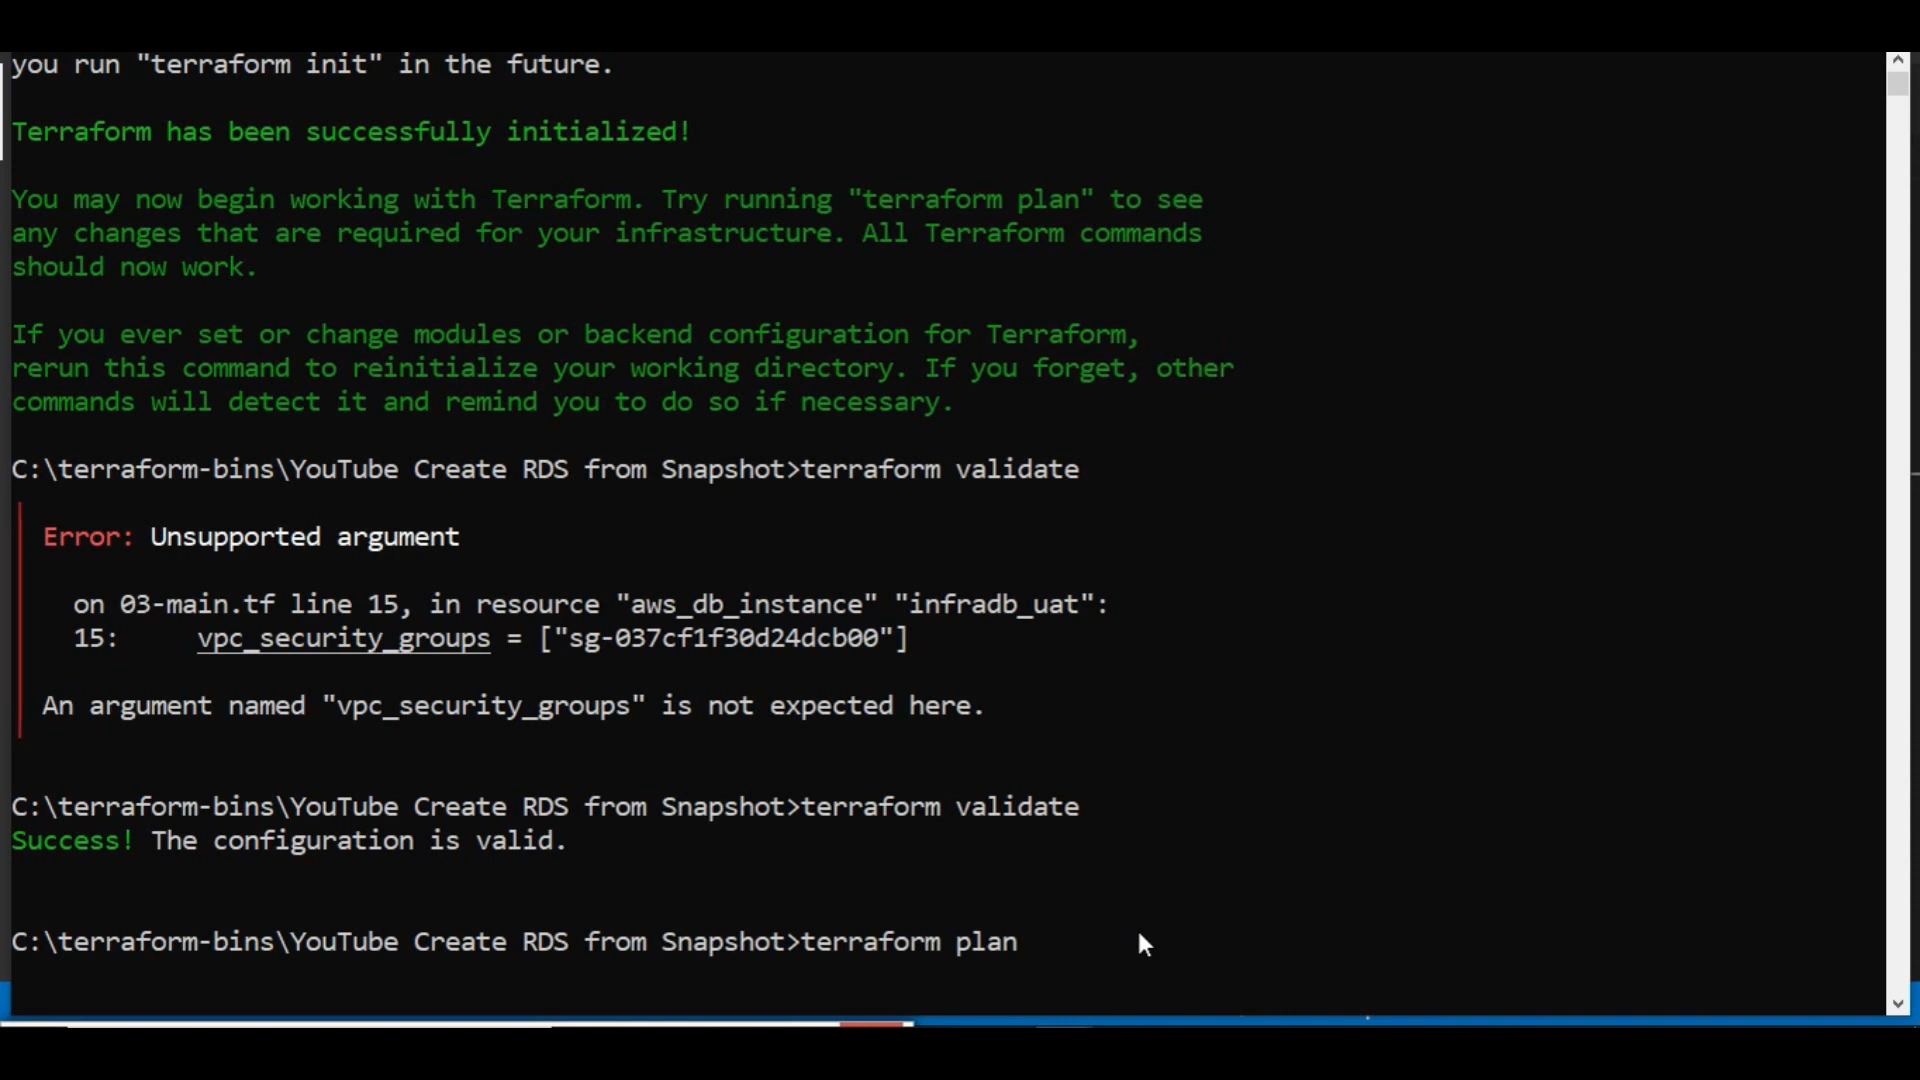 you run "terraform init" in the future.
Terraform has been successfully initialized!
You may now begin working with Terraform. Try running "terraform plan" to see
any changes that are required for your infrastructure. All Terraform commands
should now work.
If you ever set or change modules or backend configuration for Terraform,
rerun this command to reinitialize your working directory. If you forget, other
commands will detect it and remind you to do so if necessary.
C:\terraform-bins\YouTube Create RDS from Snapshot>terraform validate
Error: Unsupported argument
on 03-main.tf line 15, in resource "aws_db_instance" "infradb_uat":
15:     vpc_security_groups = ["sg-037cf1f30d24dcb00"]
An argument named "vpc_security_groups" is not expected here.
C:\terraform-bins\YouTube Create RDS from Snapshot>terraform validate
Success! The configuration is valid.
C:\terraform-bins\YouTube Create RDS from Snapshot>terraform plan